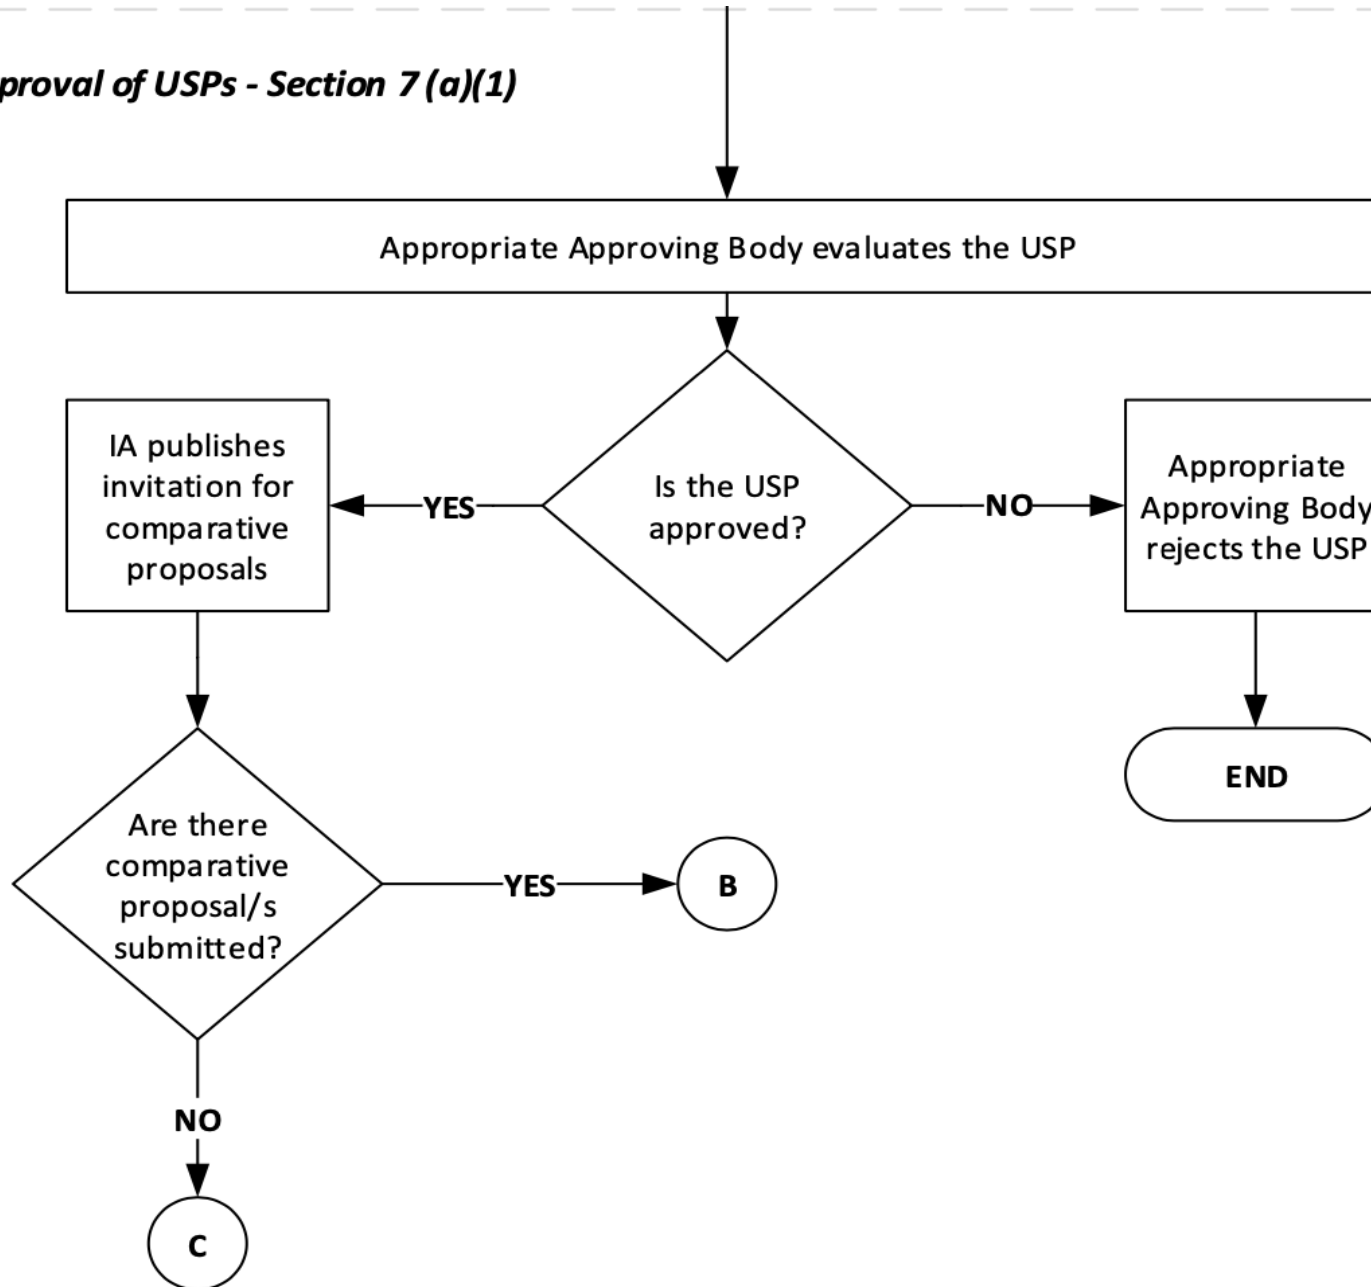 proval of USPs - Section 7 (a)(1)
Appropriate Approving Body evaluates the USP
IA publishes
invitation for
comparative
proposals
YES
Is the USP
approved?
NO
Appropriate
Approving Body
rejects the USP
END
Are there
comparative
proposal/s
submitted?
YES
B
NO
C